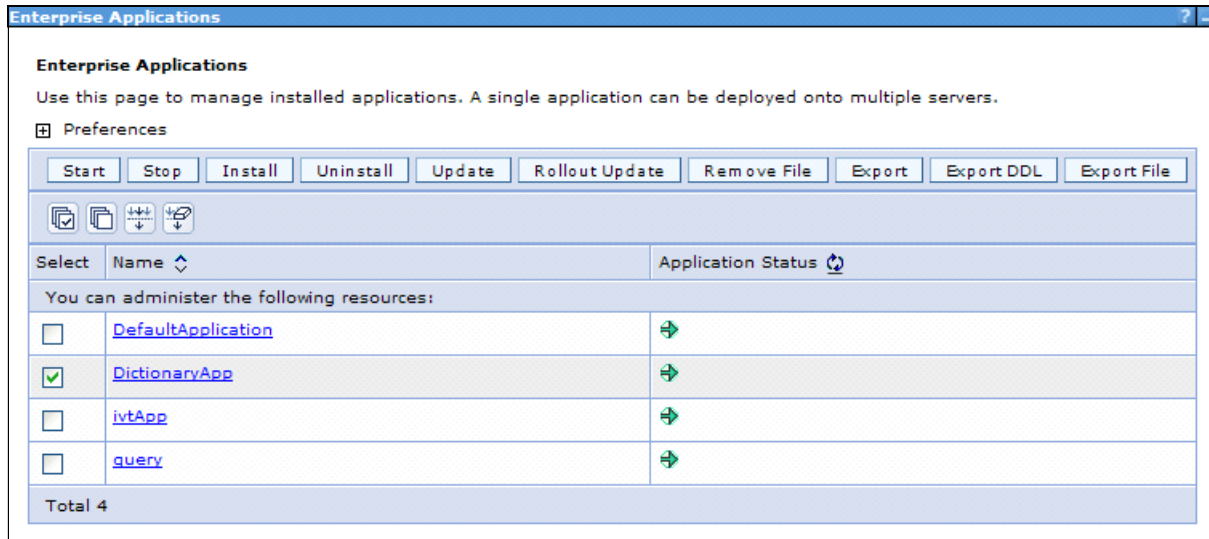 Enterprise Applications ?
Enterprise Applications
Use this page to manage installed applications. A single application can be deployed onto multiple servers.
Preferences
Start Stop Install Uninstall Update Rollout Update Remove File Export Export DDL Export File
Select Name Application Status
You can administer the following resources:
DefaultApplication
DictionaryApp
ivtApp
query
Total 4